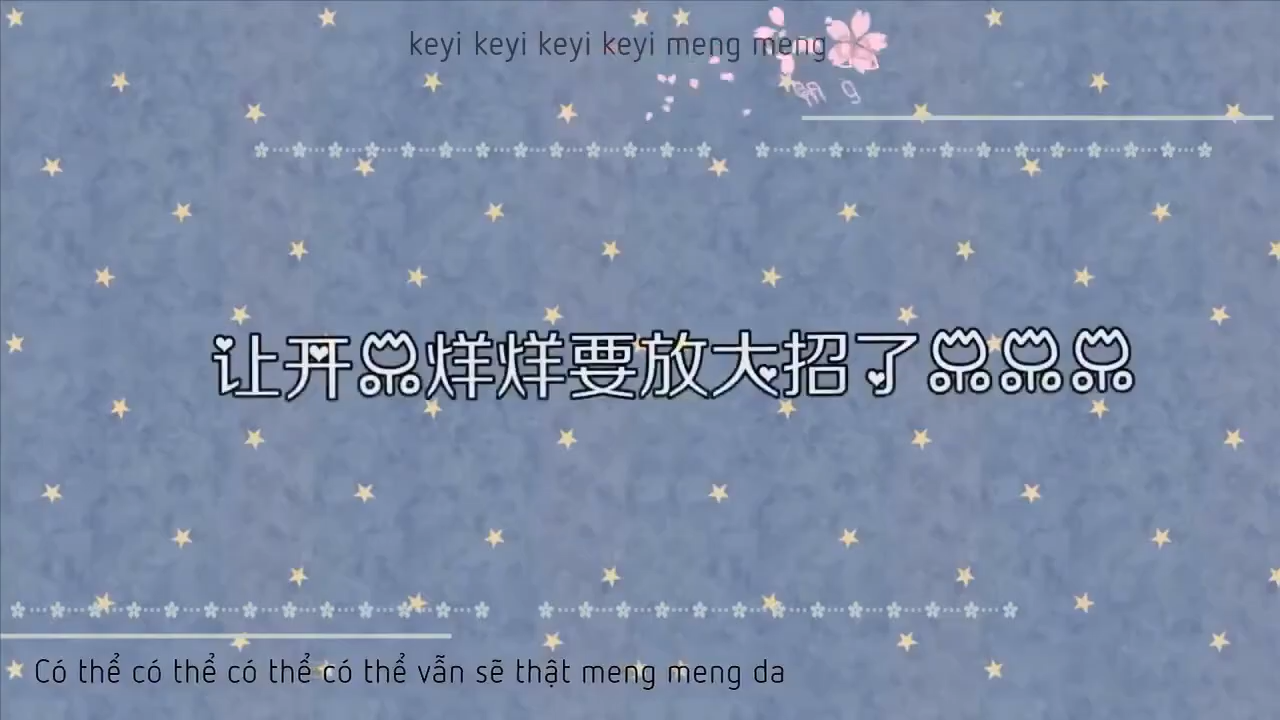 keyi keyi keyi keyi meng meng
让开 烊烊要放大招了
Có thể có thể có thể có thể vẫn sẽ thật meng meng da